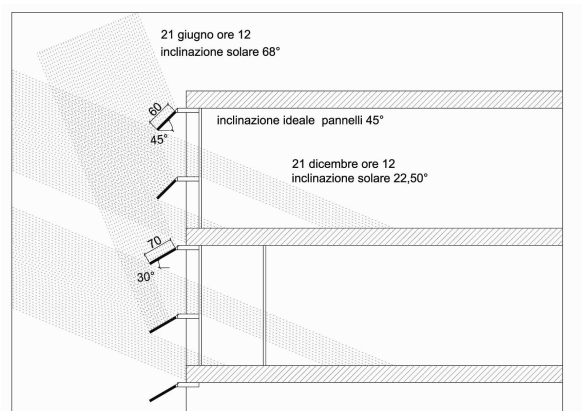 21 giugno ore 12
inclinazione solare 68°
60
45°
inclinazione ideale pannelli 45°
21 dicembre ore 12
inclinazione solare 22,50°
70
30°